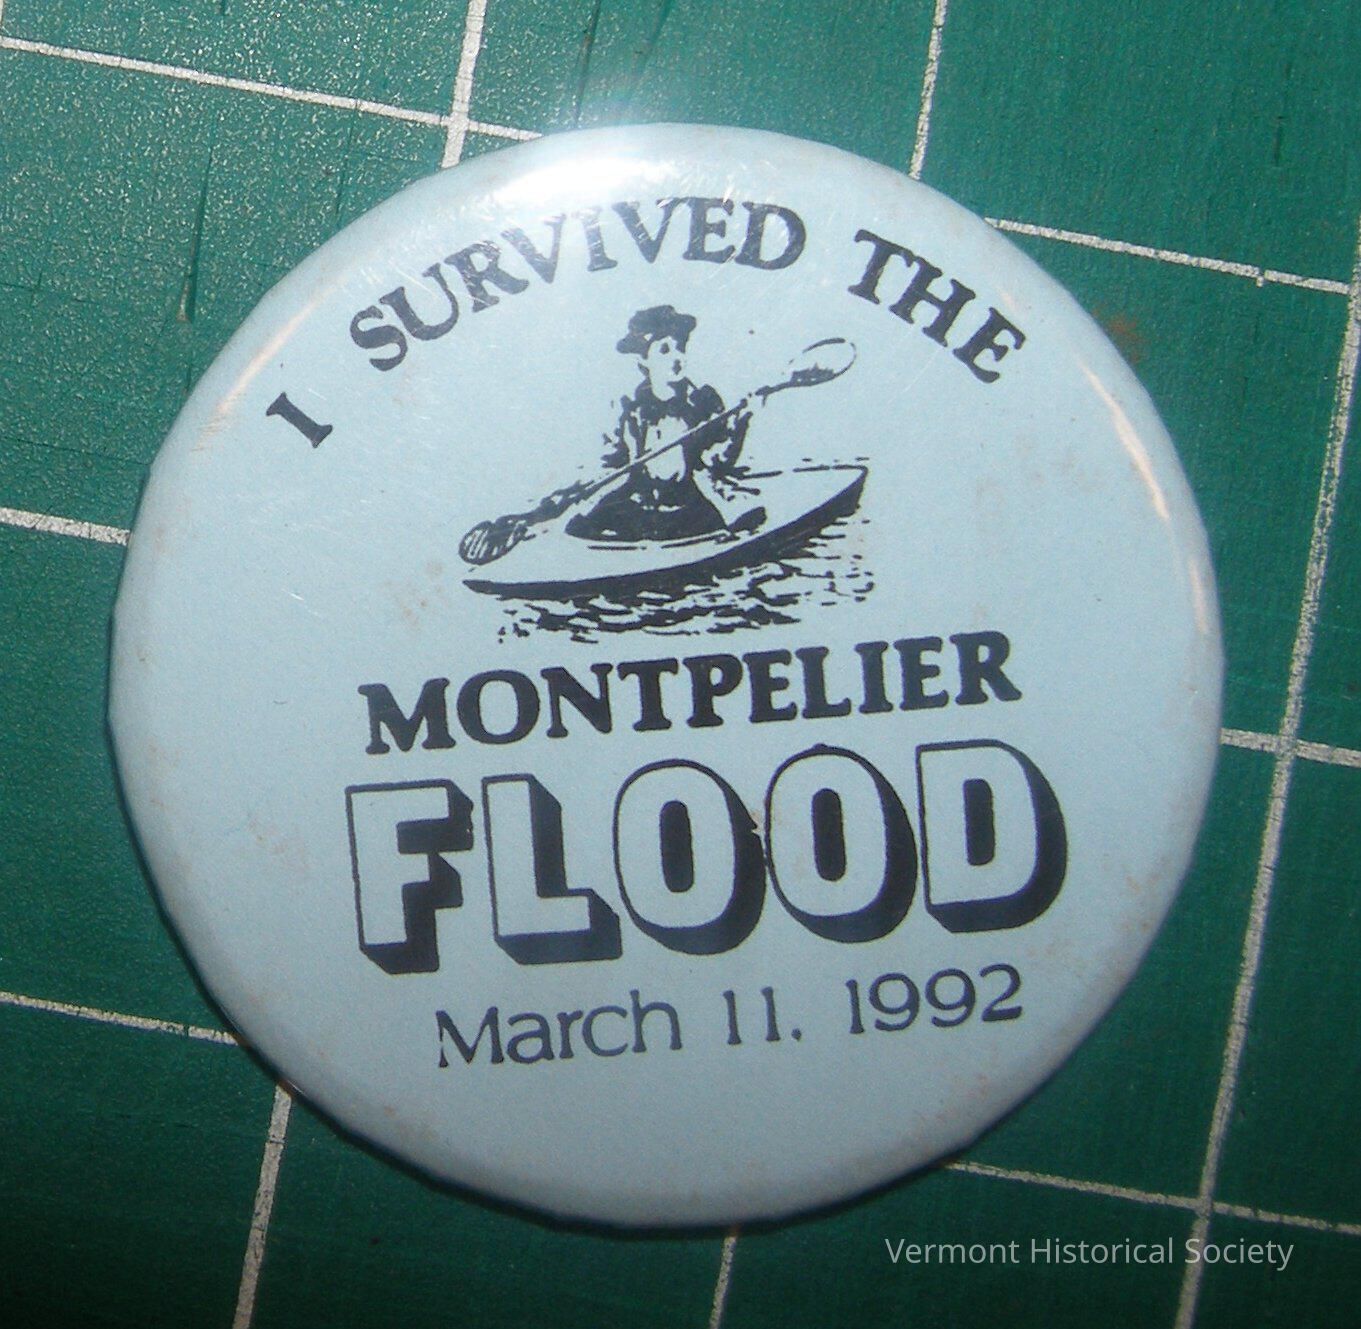 I SURVIVED THE
MONTPELIER
FLOOD
March 11, 1992
Vermont Historical Society